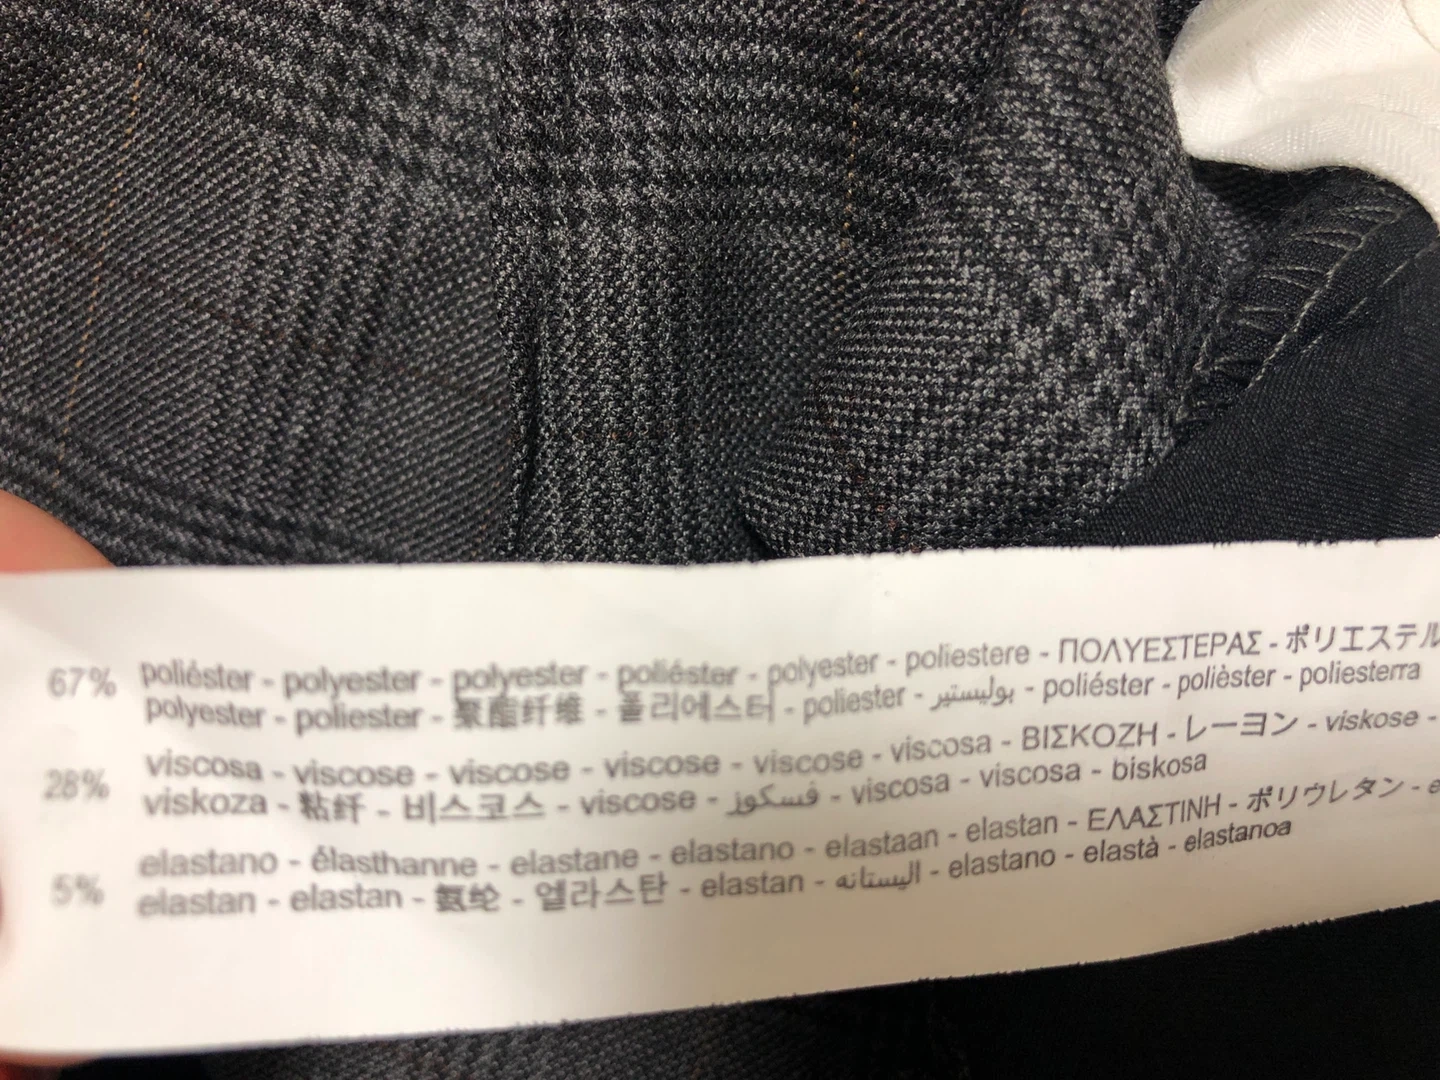 67% poliéster - polyester - polyester - poliéster - polyester - poliestere - ΠΟΛΥΕΣΤΕΡΑΣ - ポリエステル
polyester - poliester - 聚酯纤维 - 폴리에스터 - poliester - بوليستير - poliéster - polièster - poliesterra
28% viscosa - viscose - viscose - viscose - viscose - viscosa - ΒΙΣΚΟΖΗ - レーヨン - viskose -
viskoza - 粘纤 - 비스코스 - viscose - فسكوز - viscosa - viscosa - biskosa
5% elastano - élasthanne - elastane - elastano - elastaan - elastan - ΕΛΑΣΤΙΝΗ - ポリウレタン -
elastan - elastan - 氨纶 - 엘라스탄 - elastan - اليستانه - elastano - elastà - elastanoa